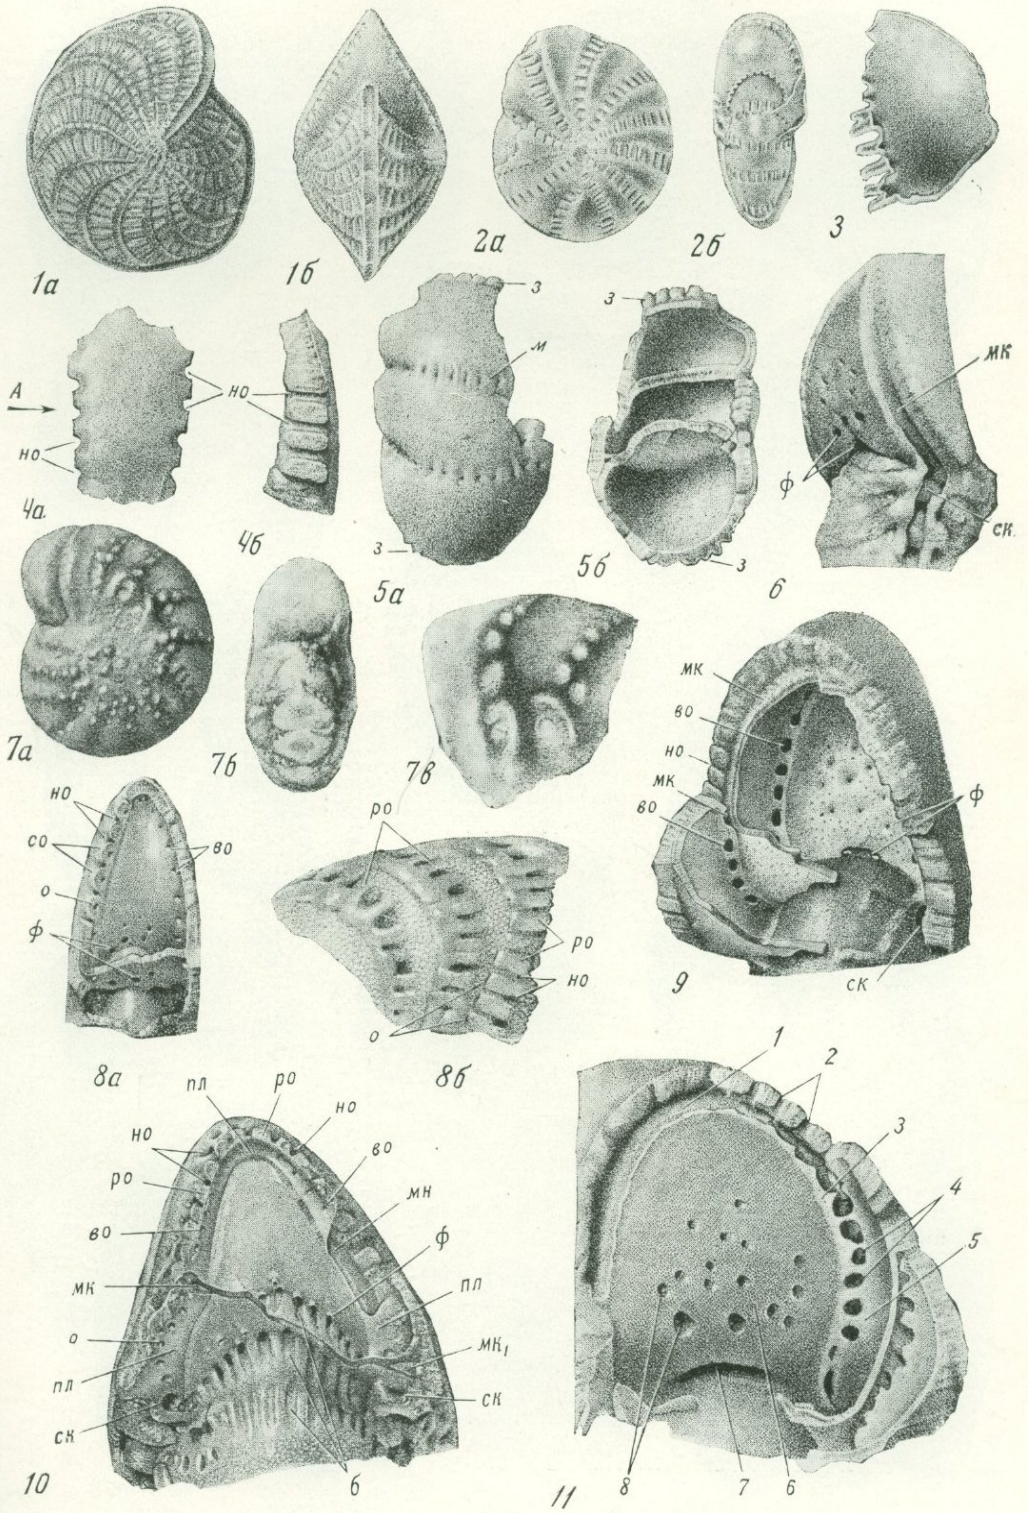 1а
1б
2а
2б
3
А
но
но
4а
4б
з
м
з
5а
з
з
5б
мк
ф
ск.
6
7а
7б
7в
мк
во
но
мк
во
ф
ск
9
но
со
о
ф
во
8а
ро
ро
но
о
8б
пл
ро
но
но
ро
во
во
мн
ф
мк
пл
о
мк₁
пл
ск
ск
б
10
1
2
3
4
5
8
7
6
11